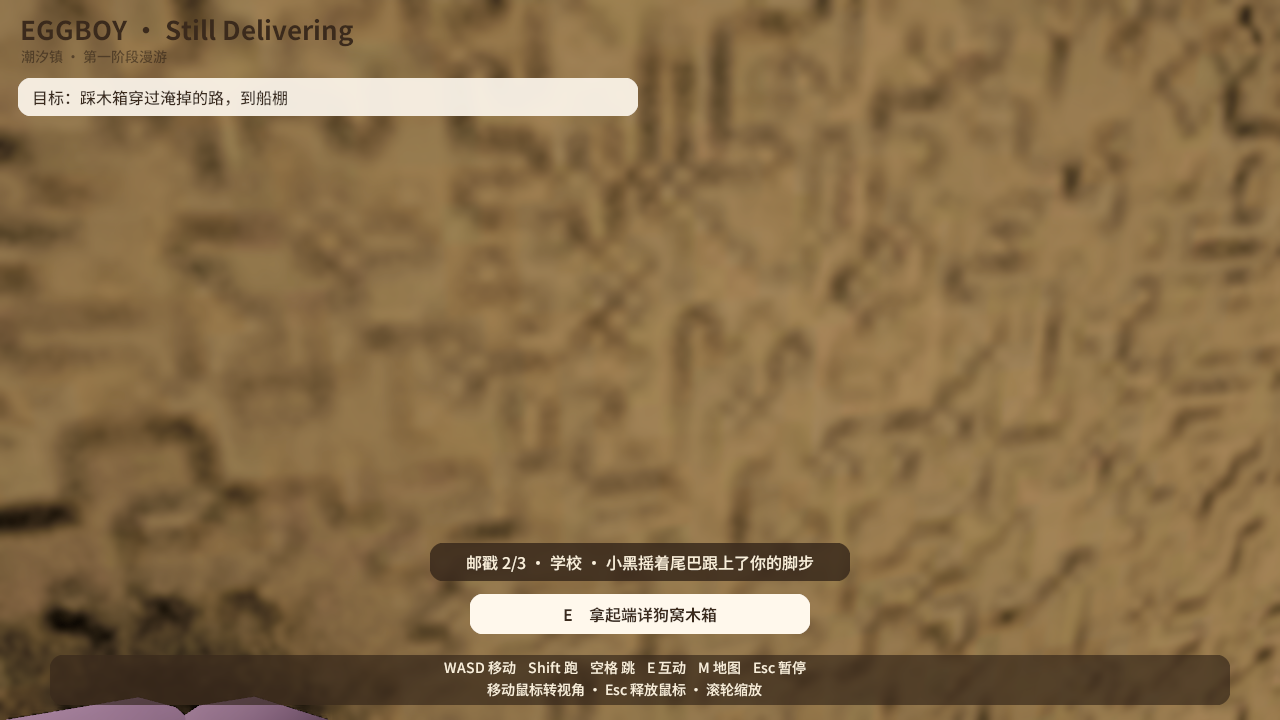 EGGBOY · Still Delivering
潮汐镇 · 第一阶段漫游
目标：踩木箱穿过淹掉的路，到船棚
邮戳 2/3 · 学校 · 小黑摇着尾巴跟上了你的脚步
E 拿起端详狗窝木箱
WASD 移动 Shift 跑 空格 跳 E 互动 M 地图 Esc 暂停
移动鼠标转视角 · Esc 释放鼠标 · 滚轮缩放